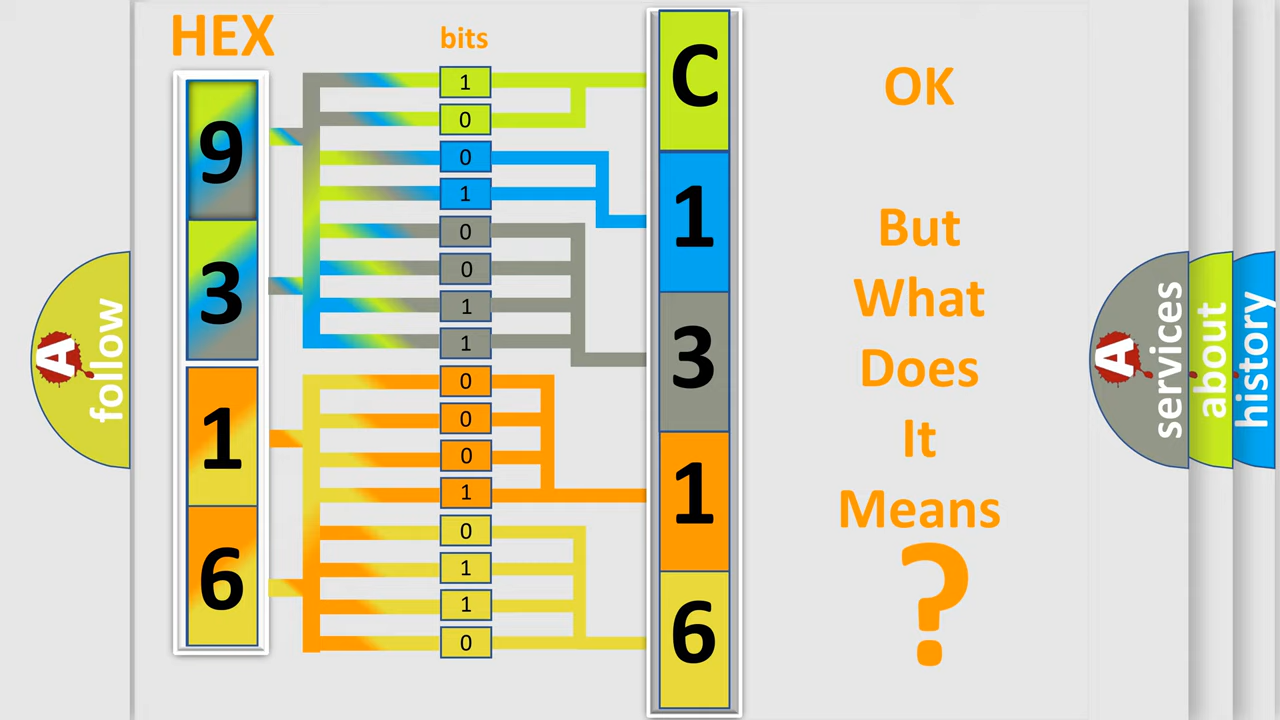 HEX
bits
9
3
1
6
1
0
0
1
0
0
1
1
0
0
0
1
0
1
1
0
C
1
3
1
6
OK
But
What
Does
It
Means
?
A
follow
A
services
about
history